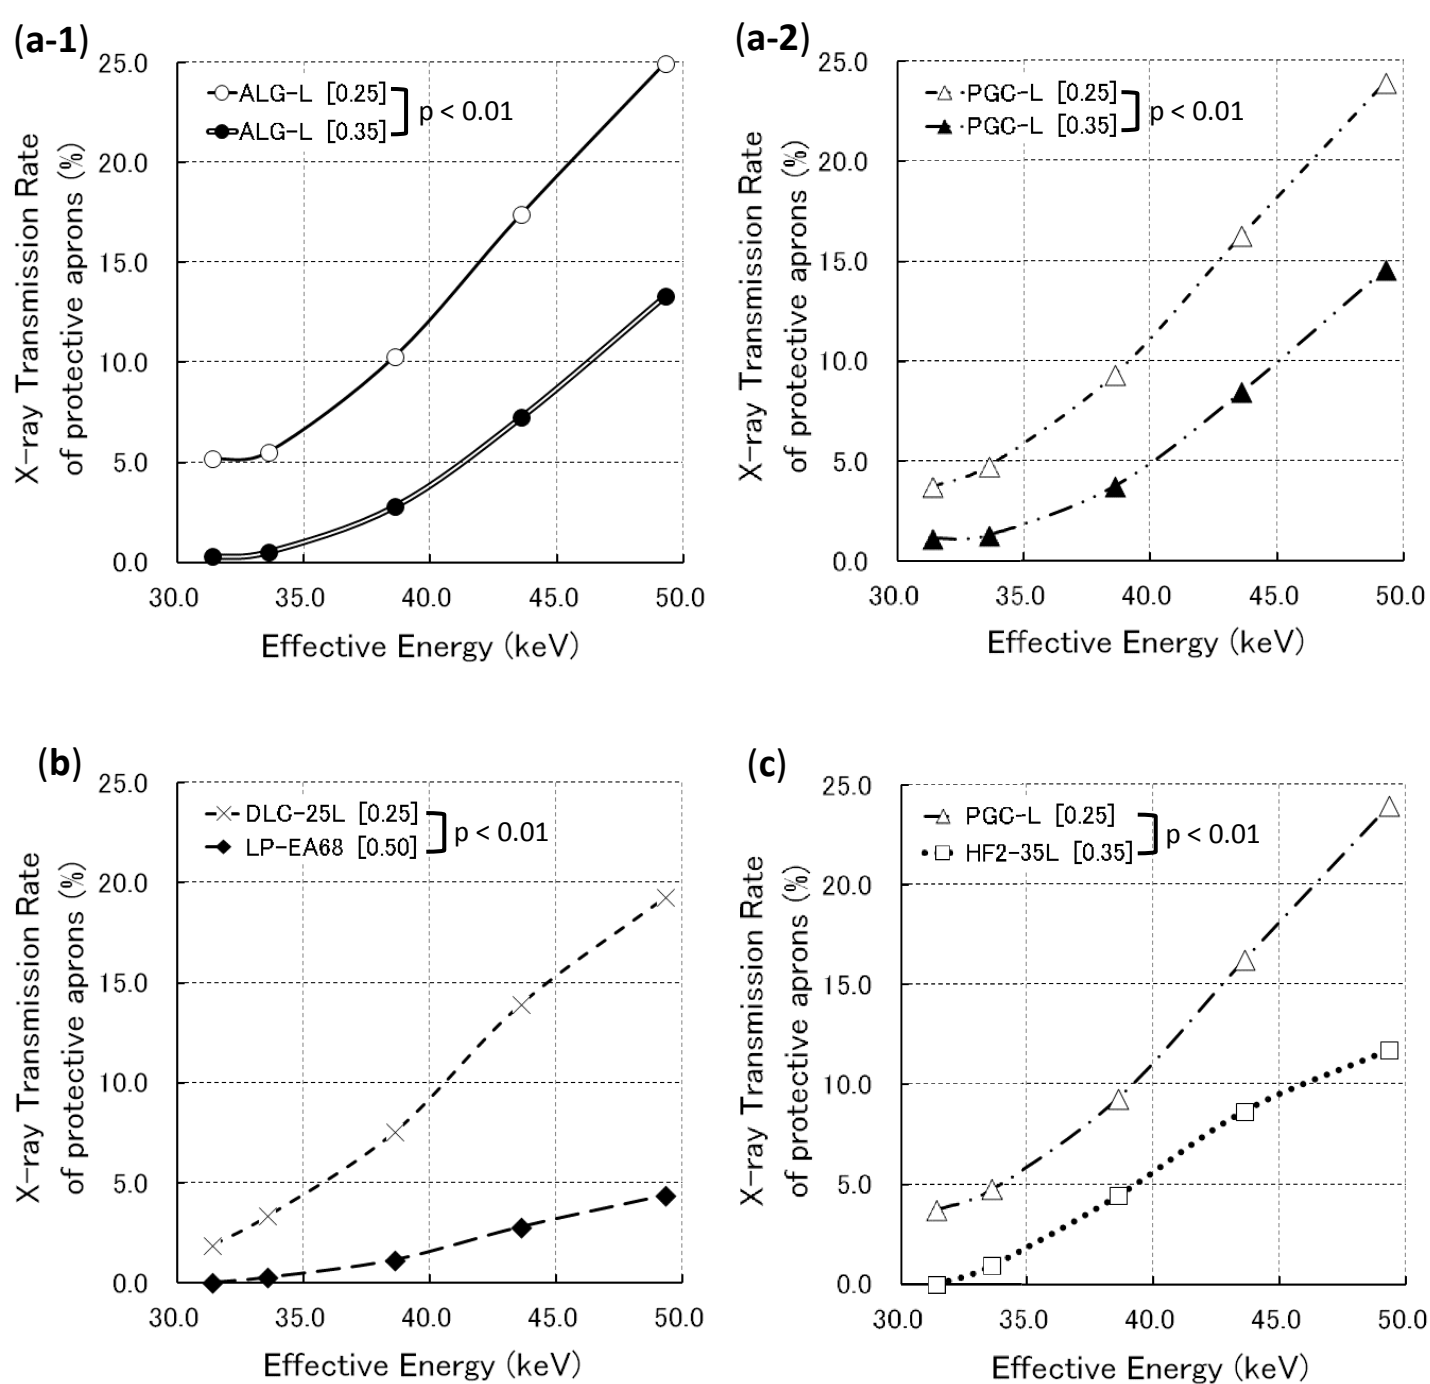 (a-1)
X-ray Transmission Rate
of protective aprons (%)
25.0
20.0
15.0
10.0
5.0
0.0
ALG-L [0.25]
ALG-L [0.35]
p < 0.01
30.0 35.0 40.0 45.0 50.0
Effective Energy (keV)
(a-2)
X-ray Transmission Rate
of protective aprons (%)
25.0
20.0
15.0
10.0
5.0
0.0
PGC-L [0.25]
PGC-L [0.35]
p < 0.01
30.0 35.0 40.0 45.0 50.0
Effective Energy (keV)
(b)
X-ray Transmission Rate
of protective aprons (%)
25.0
20.0
15.0
10.0
5.0
0.0
DLC-25L [0.25]
LP-EA68 [0.50]
p < 0.01
30.0 35.0 40.0 45.0 50.0
Effective Energy (keV)
(c)
X-ray Transmission Rate
of protective aprons (%)
25.0
20.0
15.0
10.0
5.0
0.0
PGC-L [0.25]
HF2-35L [0.35]
p < 0.01
30.0 35.0 40.0 45.0 50.0
Effective Energy (keV)